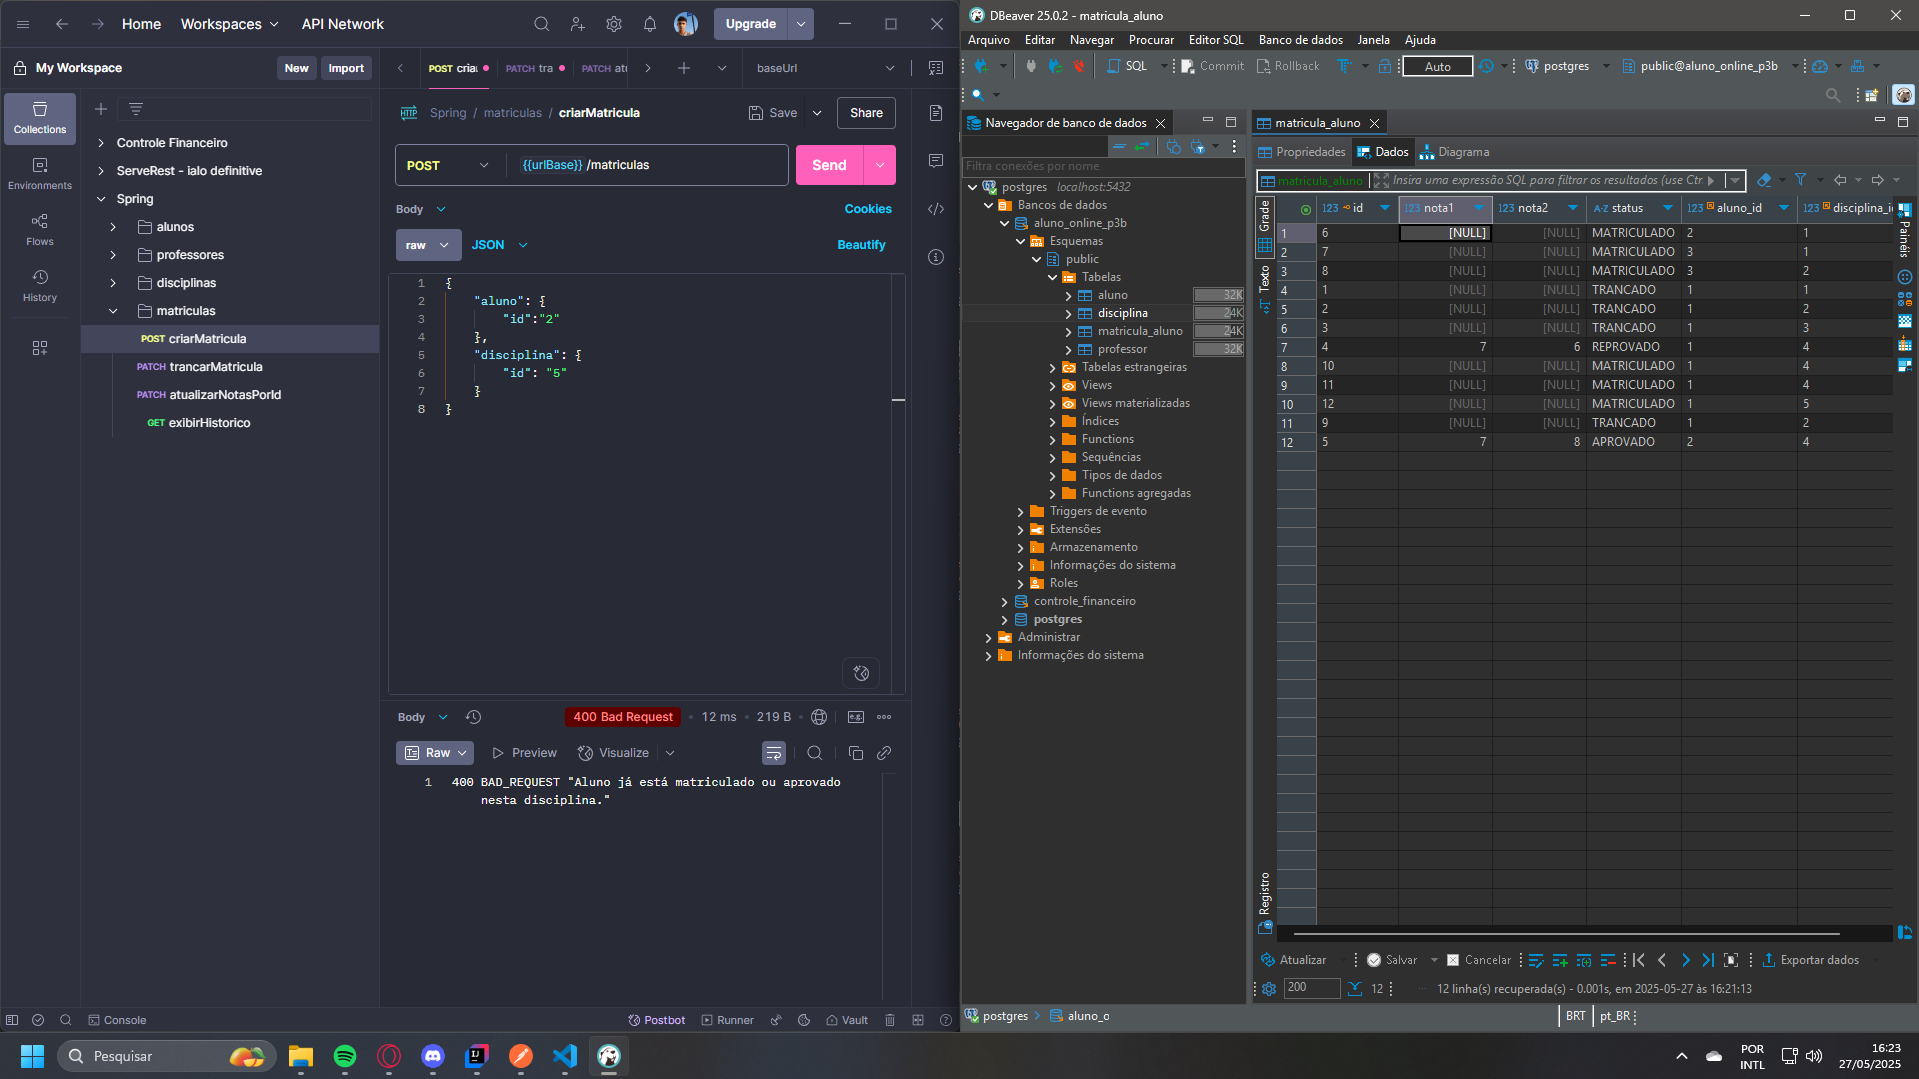 Home
Workspaces
API Network
Upgrade
My Workspace
New
Import
Collections
Environments
Flows
History
Controle Financeiro
ServeRest - ialo definitive
Spring
alunos
professores
disciplinas
matriculas
POST criarMatricula
PATCH trancarMatricula
PATCH atualizarNotasPorId
GET exibirHistorico
POST criar
PATCH tra
PATCH atu
baseUrl
HTTP
Spring / matriculas / criarMatricula
Save
Share
POST
{{urlBase}} /matriculas
Send
Body
Cookies
raw
JSON
Beautify
1 {
2 "aluno": {
3 "id":"2"
4 },
5 "disciplina": {
6 "id": "5"
7 }
8 }
Body
400 Bad Request
12 ms
219 B
e.g.
Raw
Preview
Visualize
1 400 BAD_REQUEST "Aluno já está matriculado ou aprovado
nesta disciplina."
Console
Postbot
Runner
Vault
DBeaver 25.0.2 - matricula_aluno
Arquivo Editar Navegar Procurar Editor SQL Banco de dados Janela Ajuda
SQL
Commit
Rollback
Auto
postgres
public@aluno_online_p3b
Navegador de banco de dados
Filtra conexões por nome
postgres localhost:5432
Bancos de dados
aluno_online_p3b
Esquemas
public
Tabelas
aluno 32K
disciplina 24K
matricula_aluno 24K
professor 32K
Tabelas estrangeiras
Views
Views materializadas
Índices
Functions
Sequências
Tipos de dados
Functions agregadas
Triggers de evento
Extensões
Armazenamento
Informações do sistema
Roles
controle_financeiro
postgres
Administrar
Informações do sistema
matricula_aluno
Propriedades
Dados
Diagrama
matricula_aluno
Insira uma expressão SQL para filtrar os resultados (use Ctr
Grade
Texto
Registro
Painéis
123 id 123 nota1 123 nota2 A-Z status 123 aluno_id 123 disciplina_i
1 6 [NULL] [NULL] MATRICULADO 2 1
2 7 [NULL] [NULL] MATRICULADO 3 1
3 8 [NULL] [NULL] MATRICULADO 3 2
4 1 [NULL] [NULL] TRANCADO 1 1
5 2 [NULL] [NULL] TRANCADO 1 2
6 3 [NULL] [NULL] TRANCADO 1 3
7 4 7 6 REPROVADO 1 4
8 10 [NULL] [NULL] MATRICULADO 1 4
9 11 [NULL] [NULL] MATRICULADO 1 4
10 12 [NULL] [NULL] MATRICULADO 1 5
11 9 [NULL] [NULL] TRANCADO 1 2
12 5 7 8 APROVADO 2 4
Atualizar
Salvar
Cancelar
Exportar dados
200
12
12 linha(s) recuperada(s) - 0.001s, em 2025-05-27 às 16:21:13
postgres
aluno_o
BRT
pt_BR
Pesquisar
POR
INTL
16:23
27/05/2025